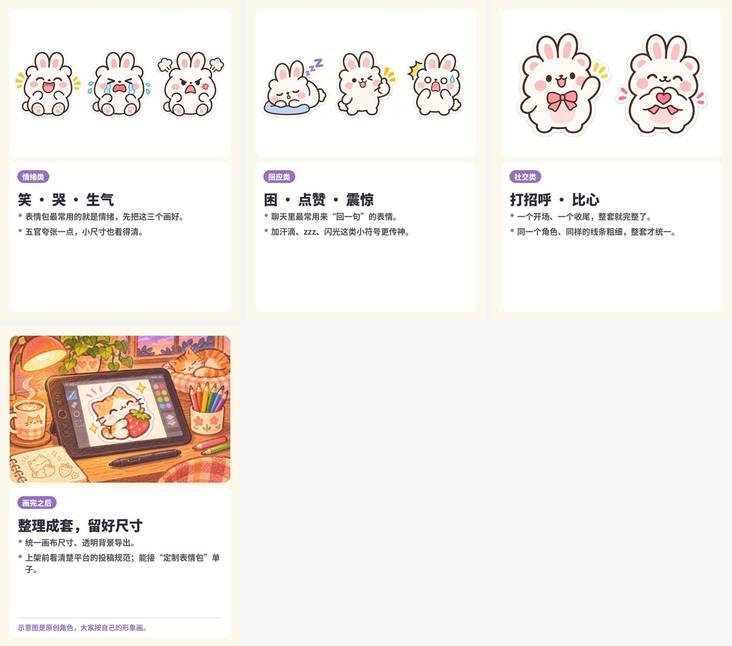 情绪类
笑 · 哭 · 生气
表情包最常用的就是情绪，先把这三个画好。
五官夸张一点，小尺寸也看得清。
zzZ
回应类
困 · 点赞 · 震惊
聊天里最常用来“回一句”的表情。
加汗滴、zzz、闪光这类小符号更传神。
社交类
打招呼 · 比心
一个开场、一个收尾，整套就完整了。
同一个角色、同样的线条粗细，整套才统一。
画完之后
整理成套，留好尺寸
统一画布尺寸、透明背景导出。
上架前看清楚平台的投稿规范；能接“定制表情包”单
子。
示意图是原创角色，大家按自己的形象画。